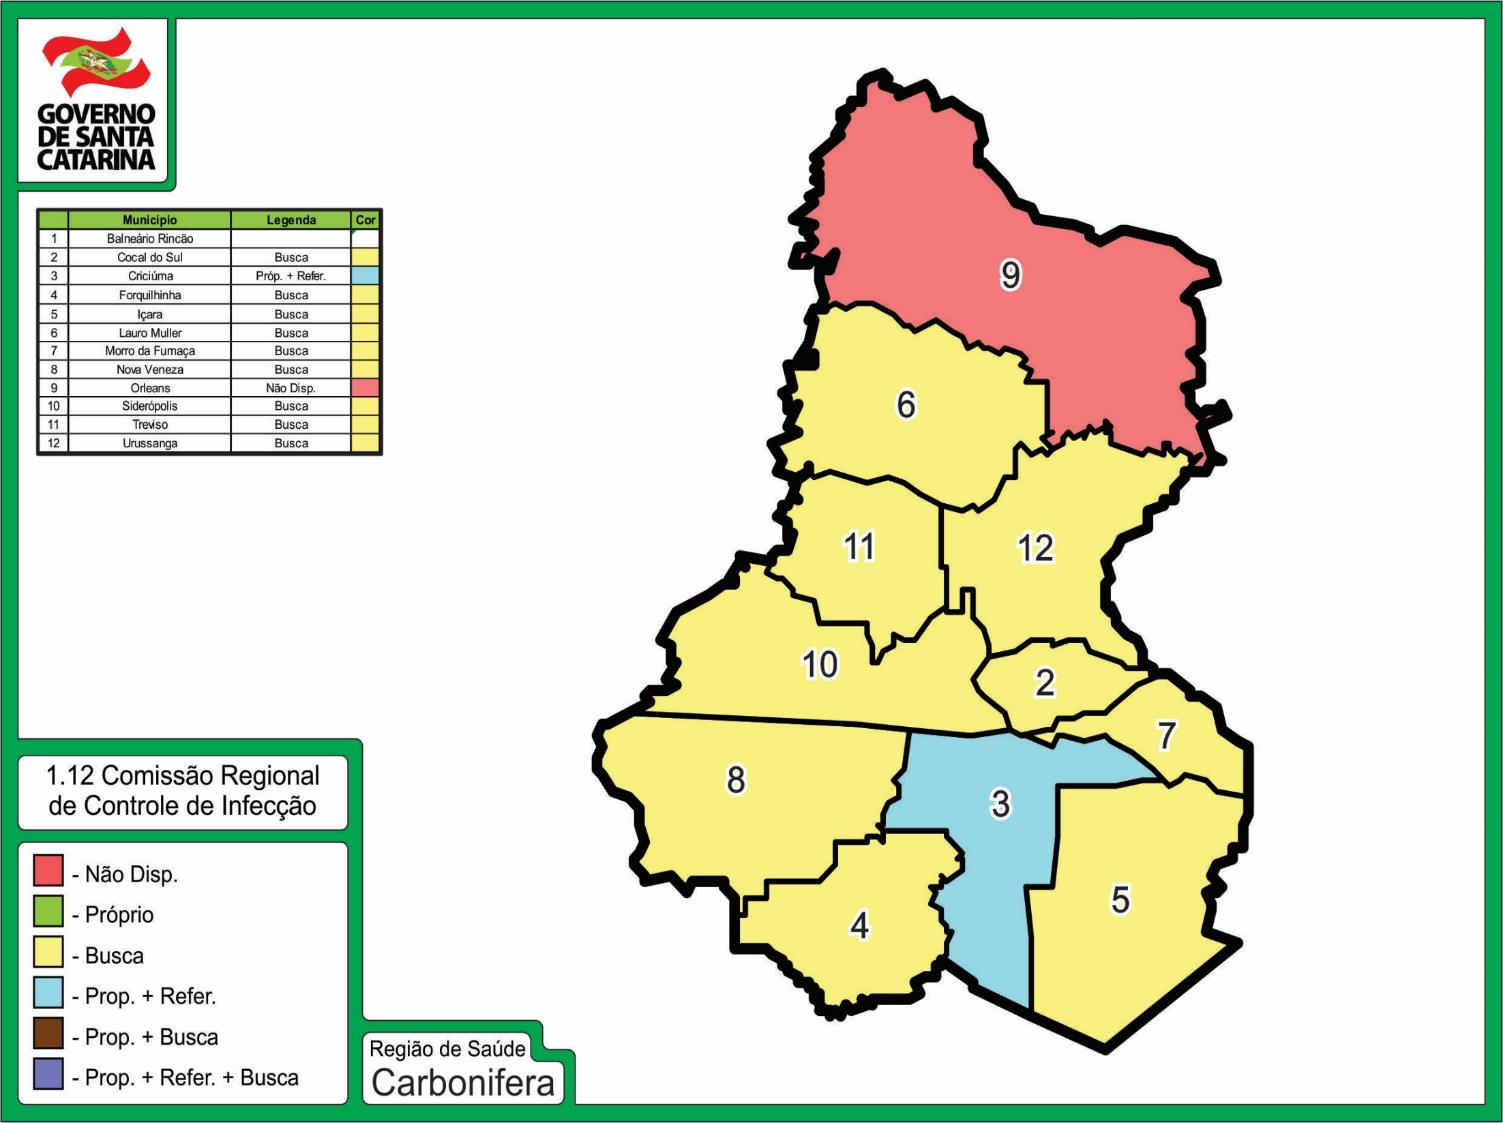 GOVERNO
DE SANTA
CATARINA
Município Legenda Cor
1 Balneário Rincão
2 Cocal do Sul Busca
3 Criciúma Próp. + Refer.
4 Forquilhinha Busca
5 Içara Busca
6 Lauro Muller Busca
7 Morro da Fumaça Busca
8 Nova Veneza Busca
9 Orleans Não Disp.
10 Siderópolis Busca
11 Treviso Busca
12 Urussanga Busca
9
6
11
12
10
2
7
8
3
5
4
1.12 Comissão Regional
de Controle de Infecção
- Não Disp.
- Próprio
- Busca
- Prop. + Refer.
- Prop. + Busca
- Prop. + Refer. + Busca
Região de Saúde
Carbonifera